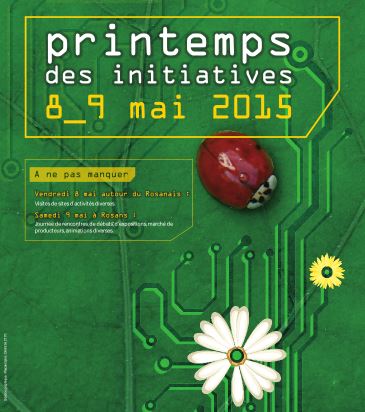 printemps
des initiatives
8_9 mai 2015
A ne pas manquer
Vendredi 8 mai autour du Rosanais :
Visites de sites d'activités diverses.
Samedi 9 mai à Rosans :
Journée de rencontres, de débats, d'expositions, marché de
producteurs, animations diverses.